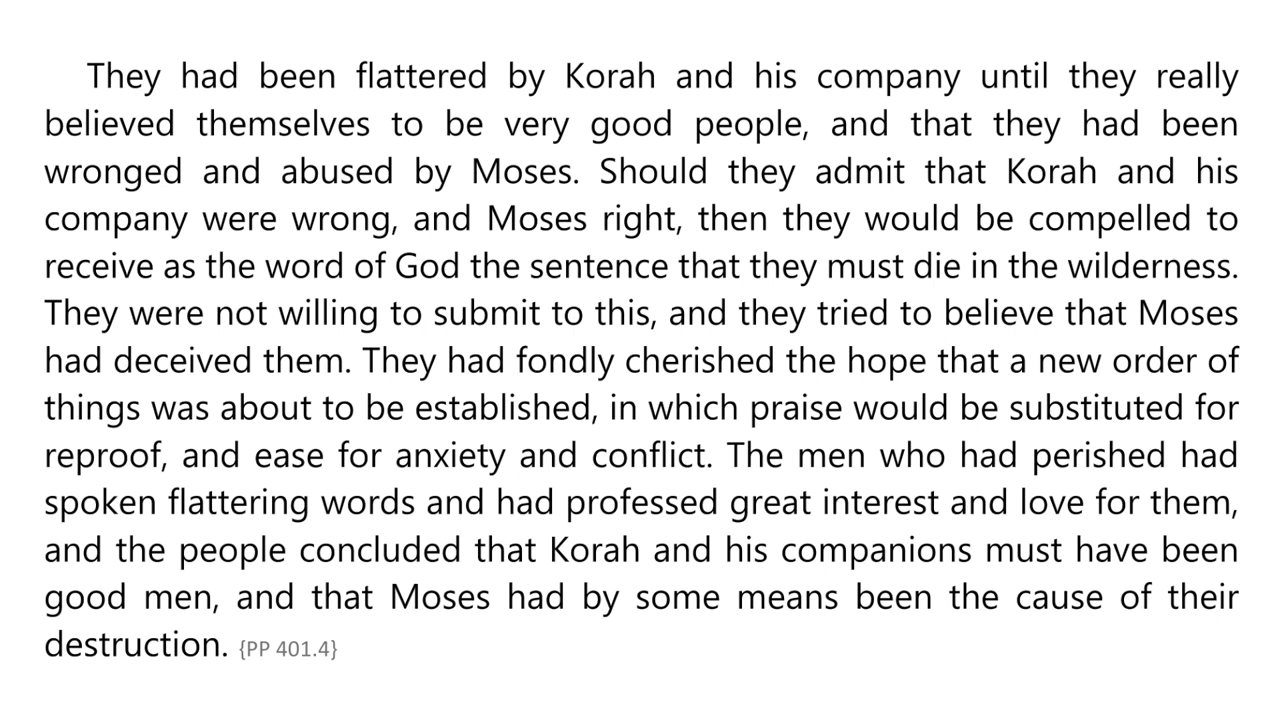 They had been flattered by Korah and his company until they really
believed themselves to be very good people, and that they had been
wronged and abused by Moses. Should they admit that Korah and his
company were wrong, and Moses right, then they would be compelled to
receive as the word of God the sentence that they must die in the wilderness.
They were not willing to submit to this, and they tried to believe that Moses
had deceived them. They had fondly cherished the hope that a new order of
things was about to be established, in which praise would be substituted for
reproof, and ease for anxiety and conflict. The men who had perished had
spoken flattering words and had professed great interest and love for them,
and the people concluded that Korah and his companions must have been
good men, and that Moses had by some means been the cause of their
destruction. {PP 401.4}